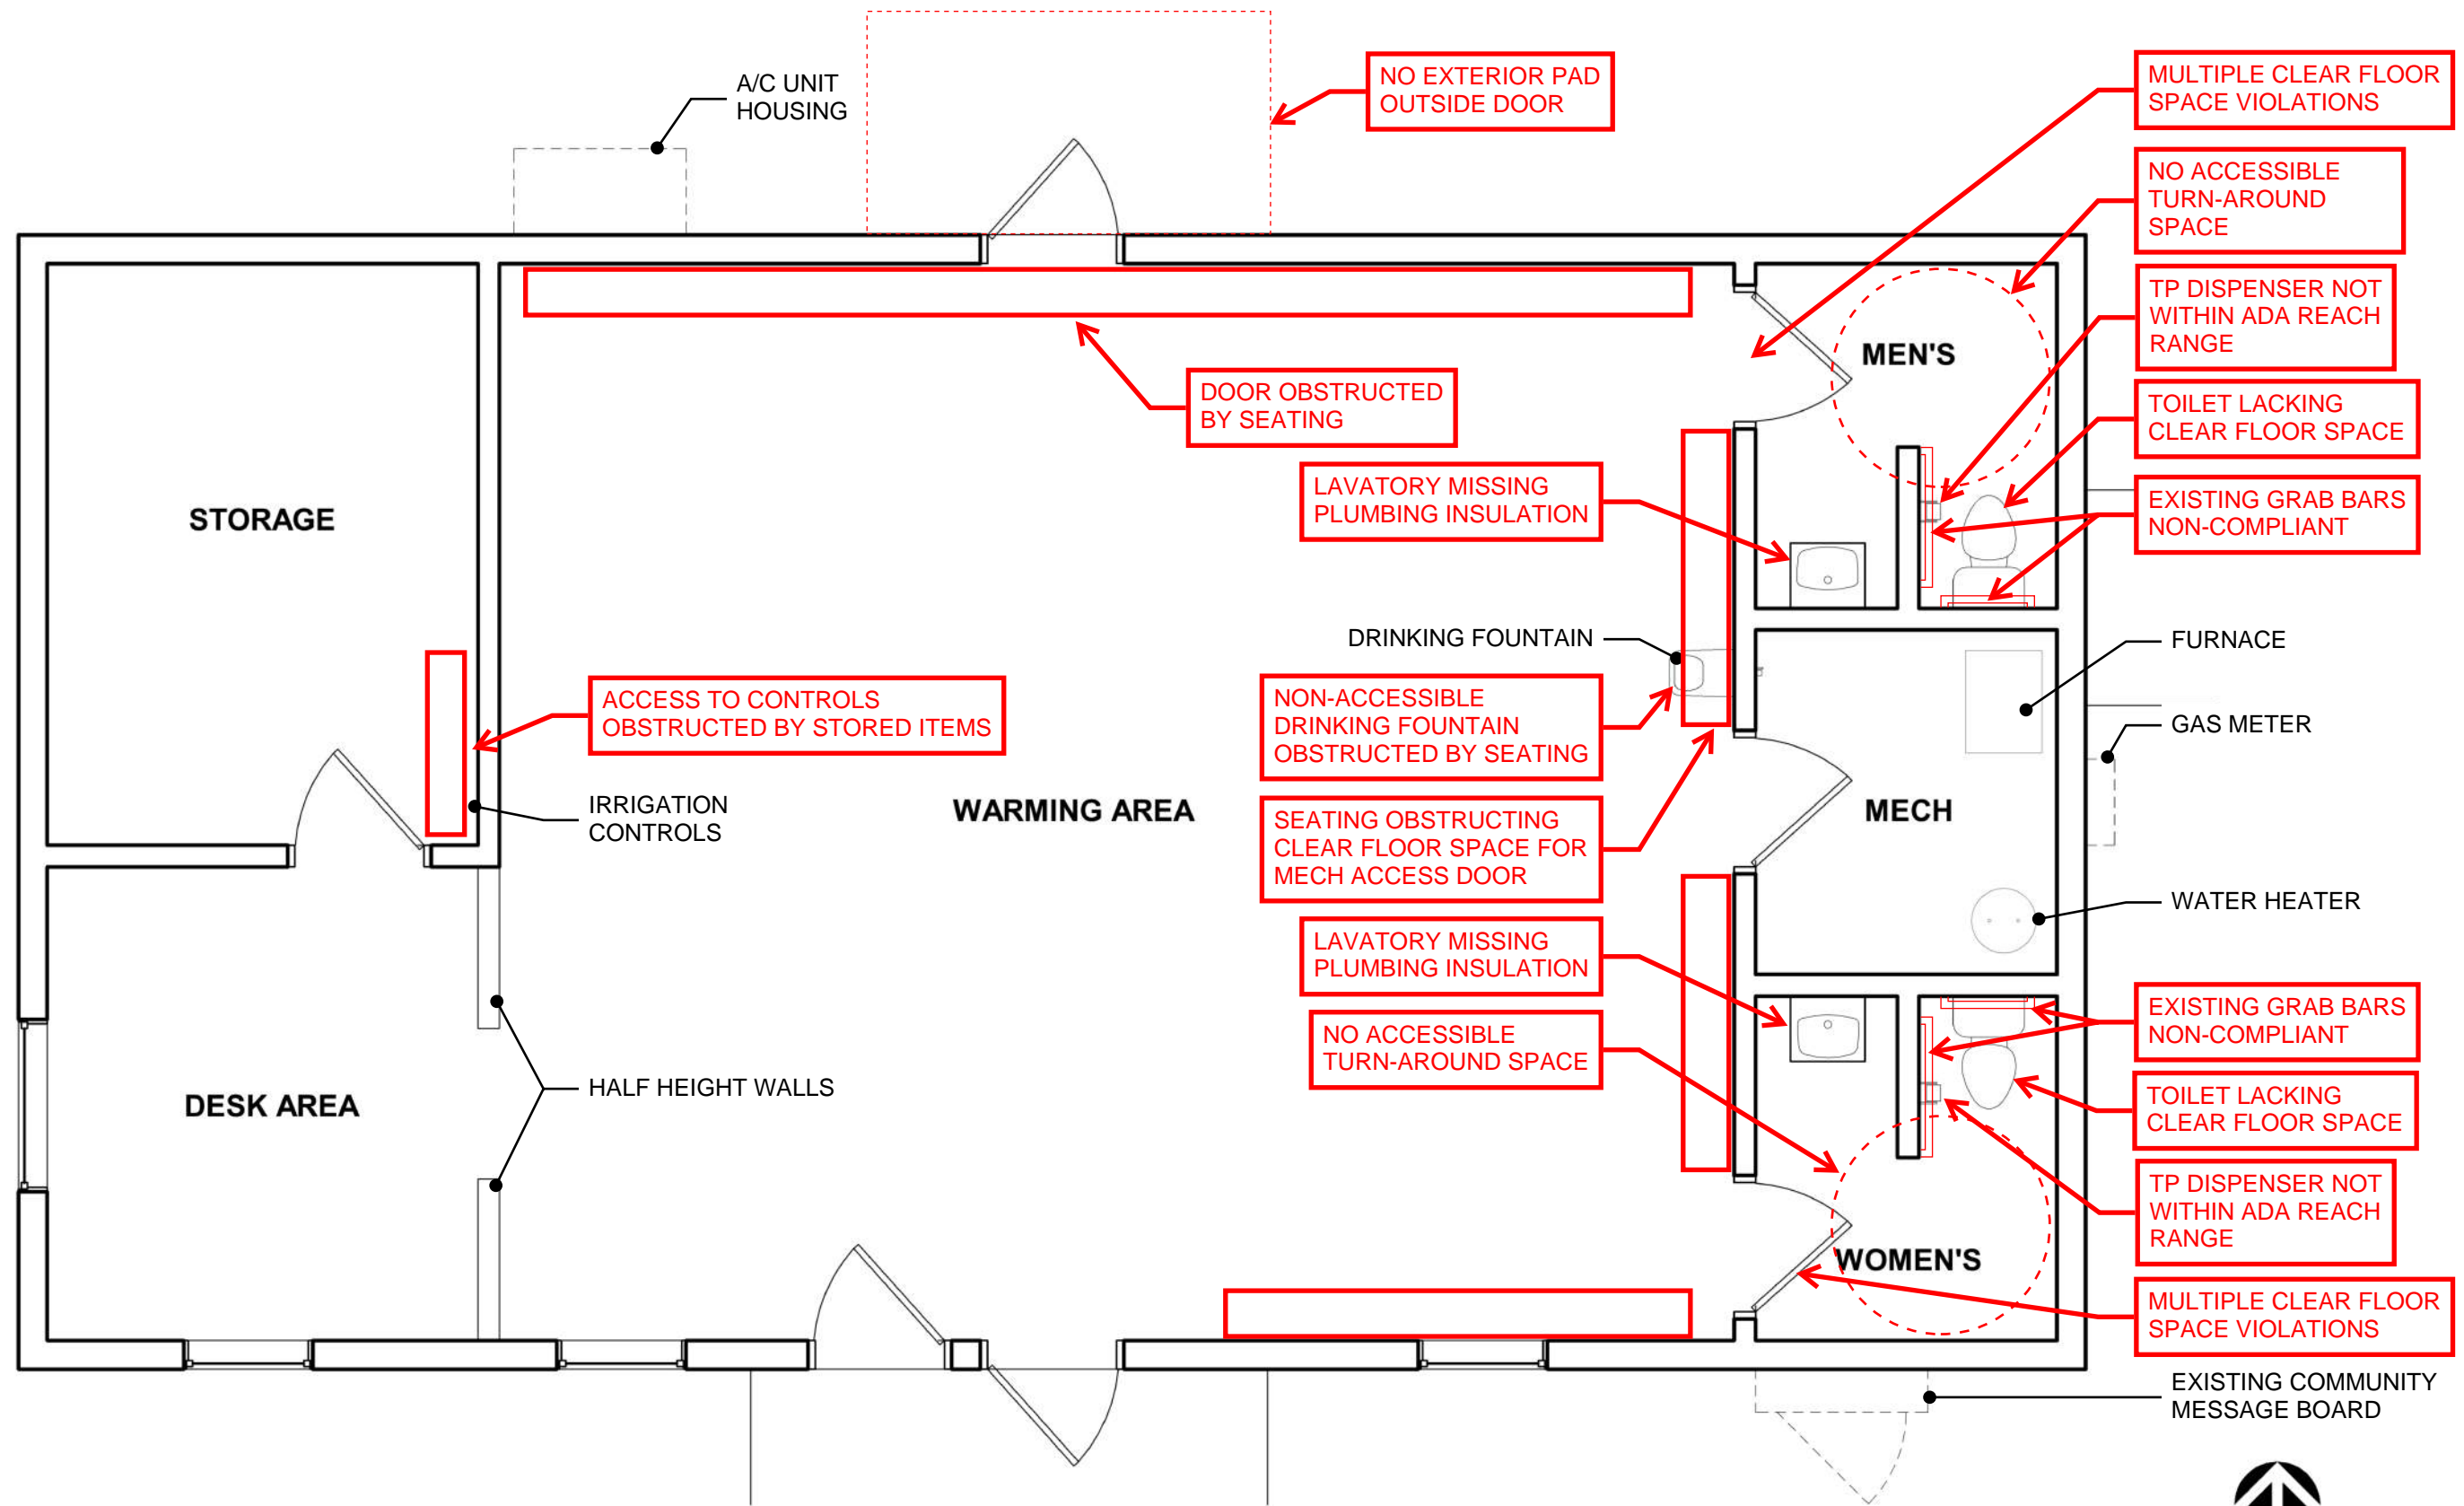 A/C UNIT
HOUSING
NO EXTERIOR PAD
OUTSIDE DOOR
MULTIPLE CLEAR FLOOR
SPACE VIOLATIONS
NO ACCESSIBLE
TURN-AROUND
SPACE
TP DISPENSER NOT
WITHIN ADA REACH
RANGE
MEN'S
DOOR OBSTRUCTED
BY SEATING
TOILET LACKING
CLEAR FLOOR SPACE
LAVATORY MISSING
PLUMBING INSULATION
EXISTING GRAB BARS
NON-COMPLIANT
STORAGE
DRINKING FOUNTAIN
FURNACE
ACCESS TO CONTROLS
OBSTRUCTED BY STORED ITEMS
NON-ACCESSIBLE
DRINKING FOUNTAIN
OBSTRUCTED BY SEATING
GAS METER
IRRIGATION
CONTROLS
WARMING AREA
SEATING OBSTRUCTING
CLEAR FLOOR SPACE FOR
MECH ACCESS DOOR
MECH
WATER HEATER
LAVATORY MISSING
PLUMBING INSULATION
EXISTING GRAB BARS
NON-COMPLIANT
NO ACCESSIBLE
TURN-AROUND SPACE
DESK AREA
HALF HEIGHT WALLS
TOILET LACKING
CLEAR FLOOR SPACE
TP DISPENSER NOT
WITHIN ADA REACH
RANGE
WOMEN'S
MULTIPLE CLEAR FLOOR
SPACE VIOLATIONS
EXISTING COMMUNITY
MESSAGE BOARD